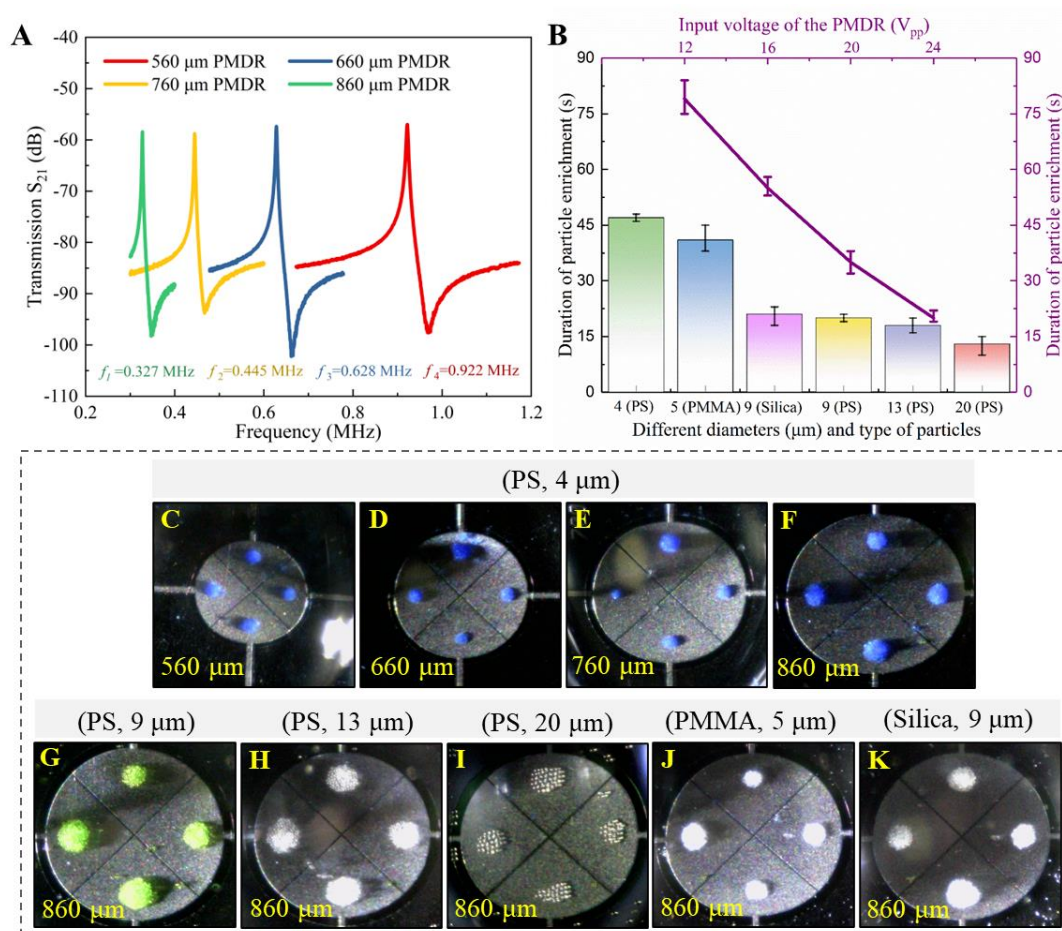 A
-40
-50
-60
-70
-80
-90
-100
-110
Transmission S21 (dB)
560 μm PMDR
660 μm PMDR
760 μm PMDR
860 μm PMDR
f1=0.327 MHz
f2=0.445 MHz
f3=0.628 MHz
f4=0.922 MHz
0.2 0.4 0.6 0.8 1.0 1.2
Frequency (MHz)
B
Input voltage of the PMDR (Vpp)
12 16 20 24
90
75
60
45
30
15
0
Duration of particle enrichment (s)
90
75
60
45
30
15
0
Duration of particle enrichment (s)
4 (PS) 5 (PMMA) 9 (Silica) 9 (PS) 13 (PS) 20 (PS)
Different diameters (μm) and type of particles
(PS, 4 μm)
C
560 μm
D
660 μm
E
760 μm
F
860 μm
(PS, 9 μm)
(PS, 13 μm)
(PS, 20 μm)
(PMMA, 5 μm)
(Silica, 9 μm)
G
860 μm
H
860 μm
I
860 μm
J
860 μm
K
860 μm